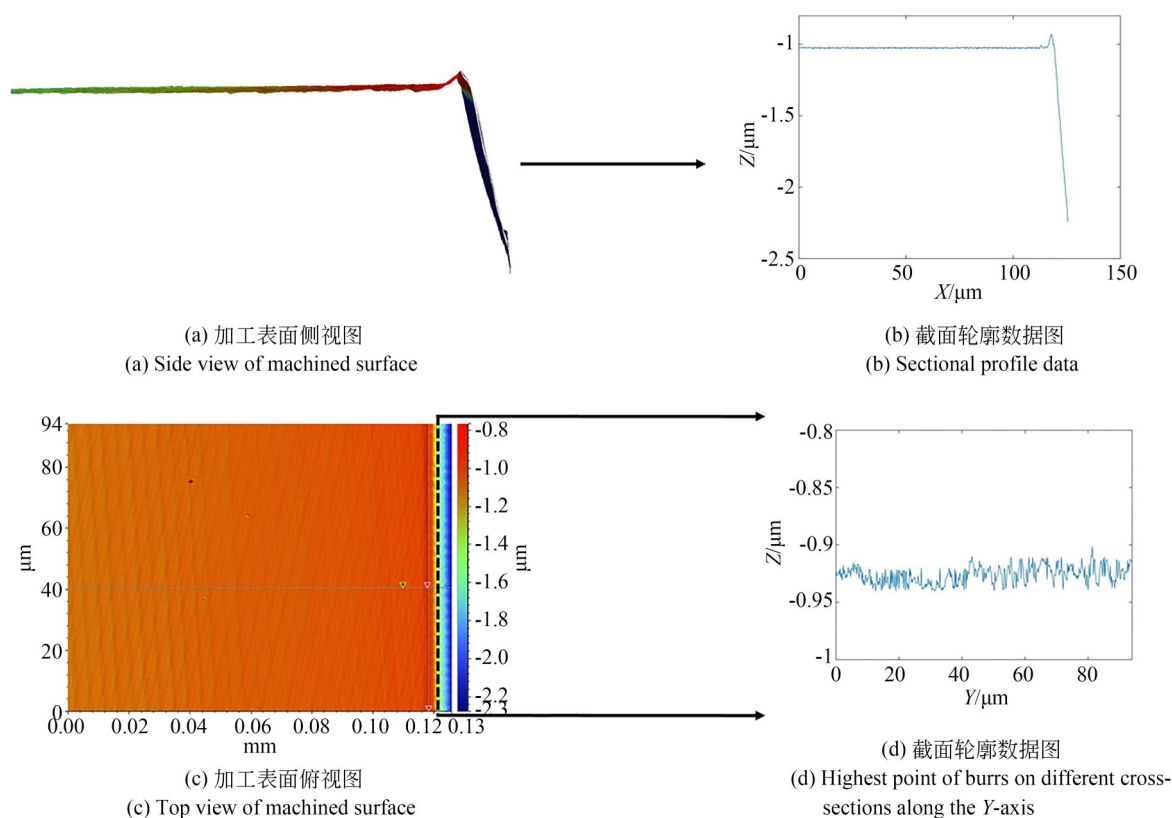 -1
-1.5
-2
-2.5
Z/μm
0
50
100
150
X/μm
(a) 加工表面侧视图
(a) Side view of machined surface
(b) 截面轮廓数据图
(b) Sectional profile data
94
80
60
40
20
0
μm
0.00
0.02
0.04
0.06
0.08
0.10
0.12
0.13
mm
-0.8
-1.0
-1.2
-1.4
-1.6
-1.8
-2.0
-2.2
-2.3
μm
-0.8
-0.85
-0.9
-0.95
-1
Z/μm
0
20
40
60
80
Y/μm
(c) 加工表面俯视图
(c) Top view of machined surface
(d) 截面轮廓数据图
(d) Highest point of burrs on different cross-
sections along the Y-axis